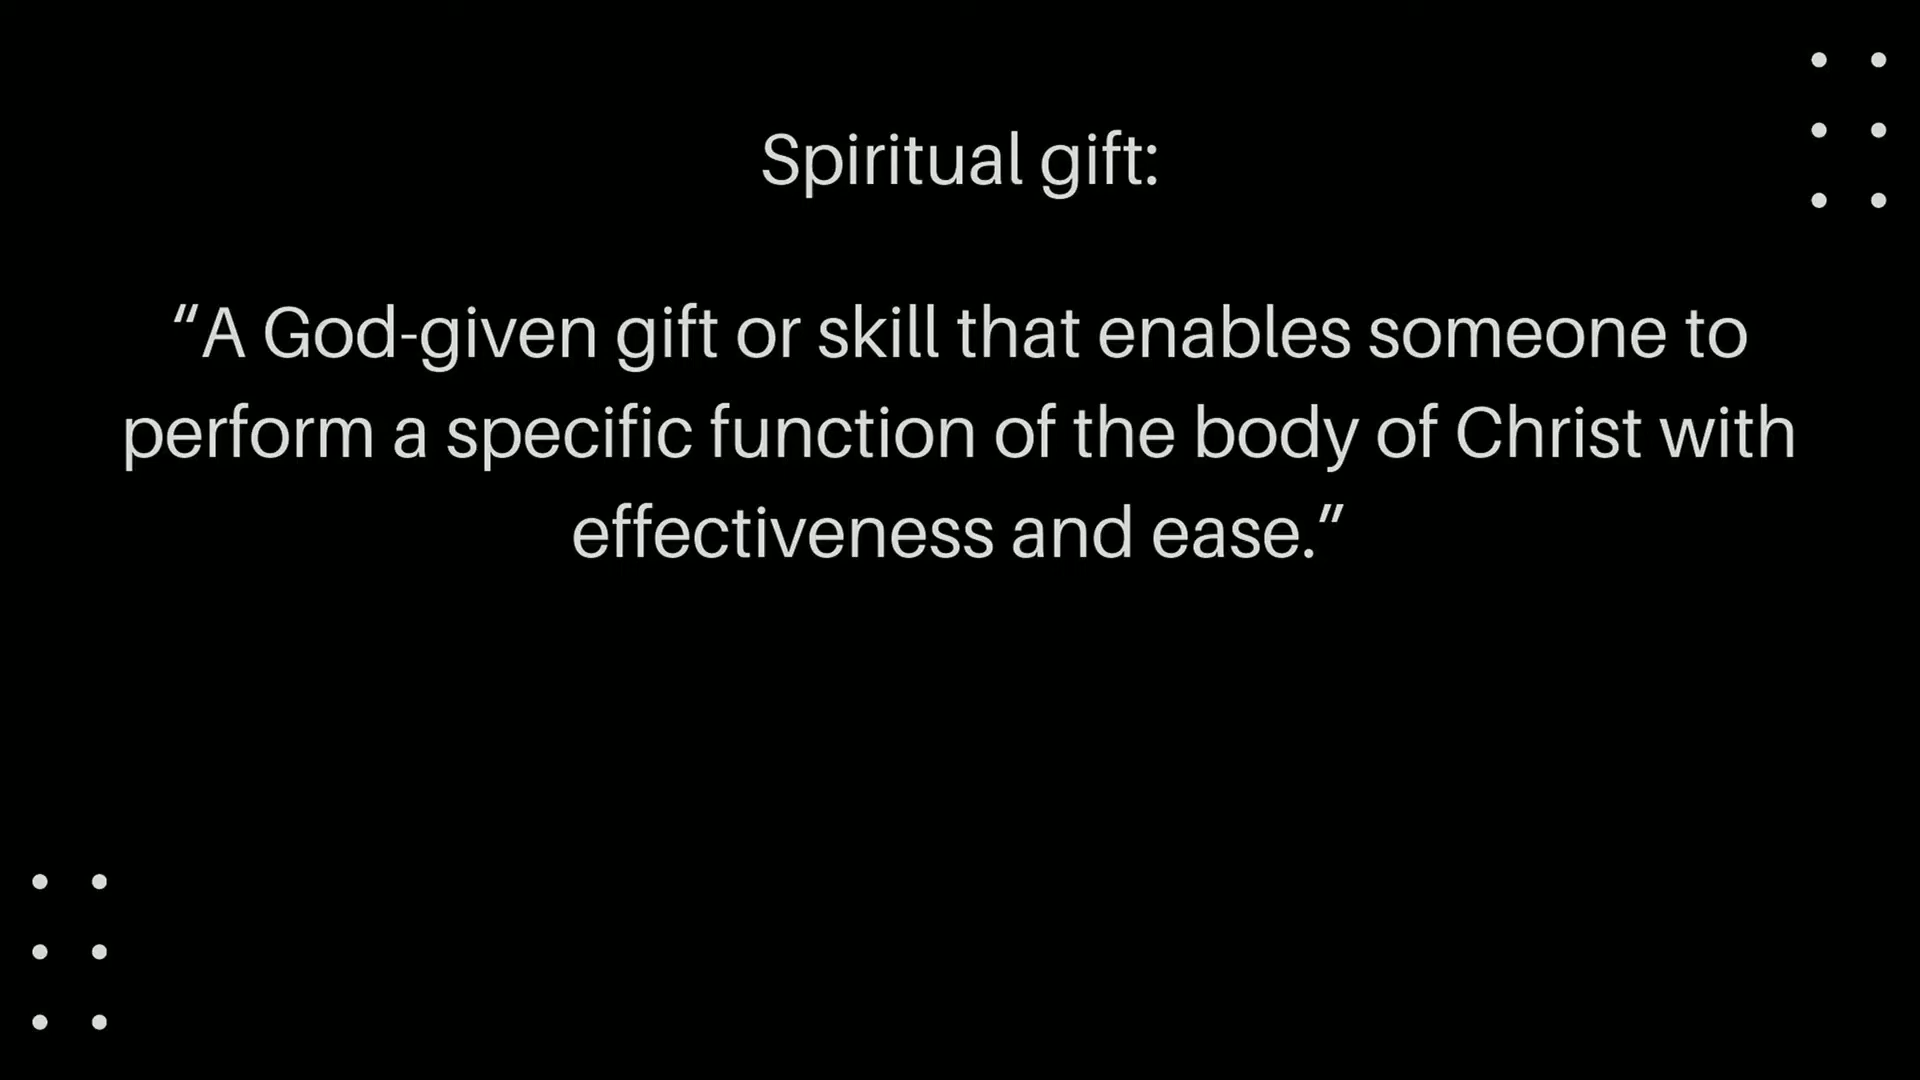 Spiritual gift:
“A God-given gift or skill that enables someone to
perform a specific function of the body of Christ with
effectiveness and ease.”